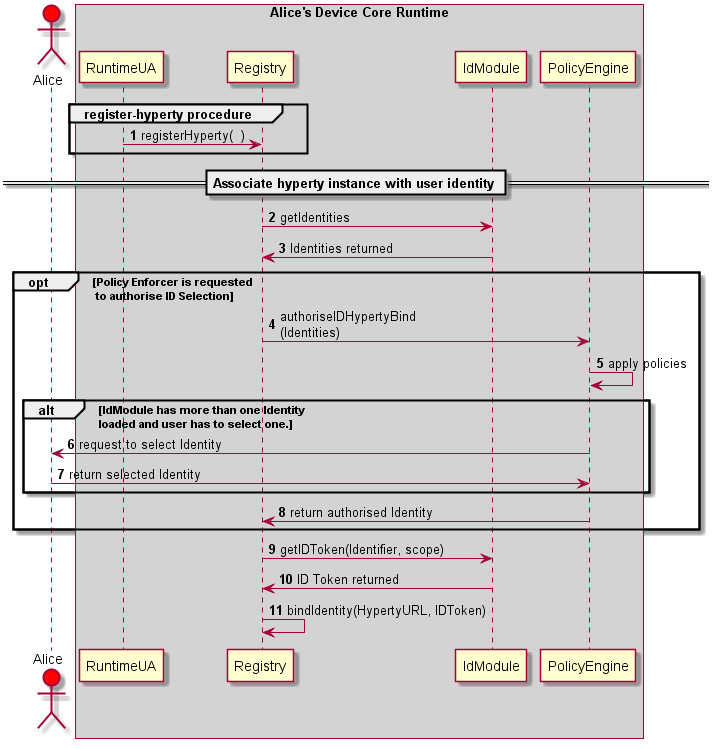 Alice's Device Core Runtime
Alice
RuntimeUA
Registry
IdModule
PolicyEngine
register-hyperty procedure
1 registerHyperty(  )
Associate hyperty instance with user identity
2 getIdentities
3 Identities returned
opt
[Policy Enforcer is requested
to authorise ID Selection]
4 authoriseIDHypertyBind
(Identities)
5 apply policies
alt
[IdModule has more than one Identity
loaded and user has to select one.]
6 request to select Identity
7 return selected Identity
8 return authorised Identity
9 getIDToken(Identifier, scope)
10 ID Token returned
11 bindIdentity(HypertyURL, IDToken)
Alice
RuntimeUA
Registry
IdModule
PolicyEngine